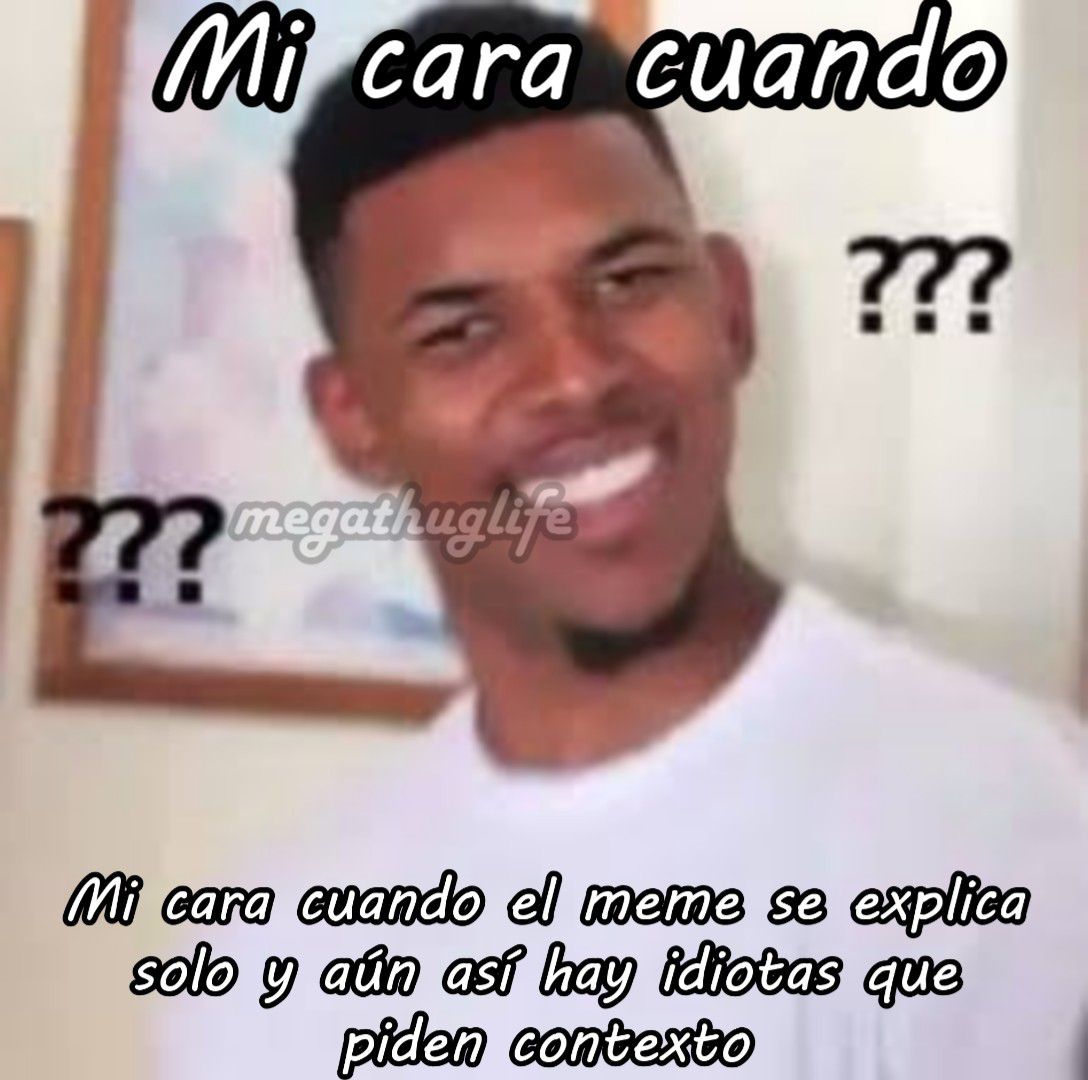 Mi cara cuando
???
???
megathuglife
Mi cara cuando el meme se explica
solo y aún así hay idiotas que
piden contexto